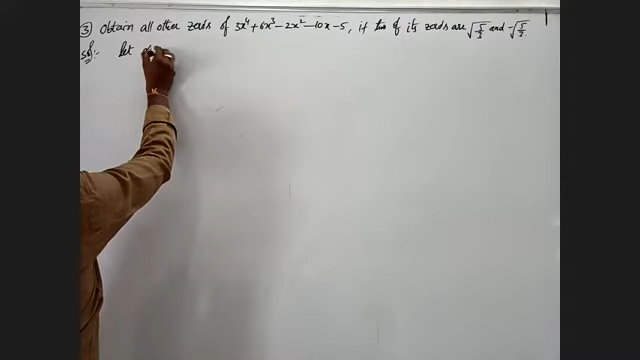 ③ Obtain all other zeros of 3x⁴ + 6x³ – 2x² – 10x – 5, if two of its zeros are √5/3 and –√5/3
Sol:- Let